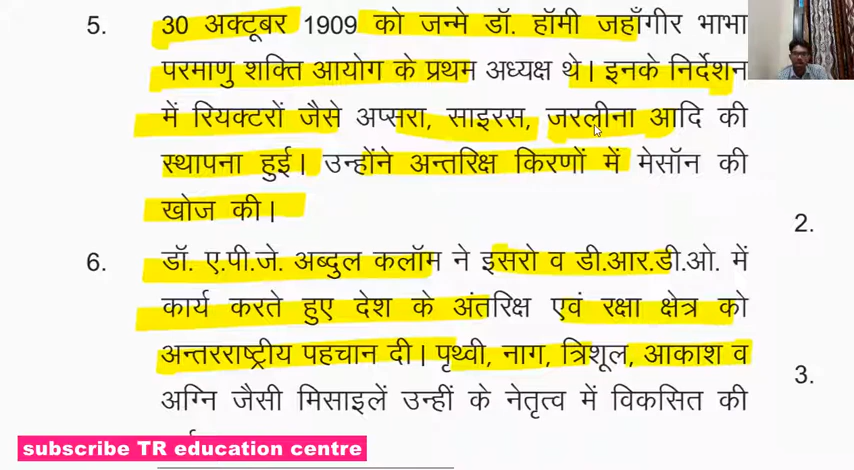 5. 30 अक्टूबर 1909 को जन्मे डॉ. हॉमी जहाँगीर भाभा
परमाणु शक्ति आयोग के प्रथम अध्यक्ष थे। इनके निर्देशन
में रियक्टरों जैसे अप्सरा, साइरस, जरलीना आदि की
स्थापना हुई। उन्होंने अन्तरिक्ष किरणों में मेसॉन की
खोज की।
2.
6. डॉ. ए.पी.जे. अब्दुल कलॉम ने इसरो व डी.आर.डी.ओ. में
कार्य करते हुए देश के अंतरिक्ष एवं रक्षा क्षेत्र को
अन्तरराष्ट्रीय पहचान दी। पृथ्वी, नाग, त्रिशूल, आकाश व
3.
अग्नि जैसी मिसाइलें उन्हीं के नेतृत्व में विकसित की
subscribe TR education centre